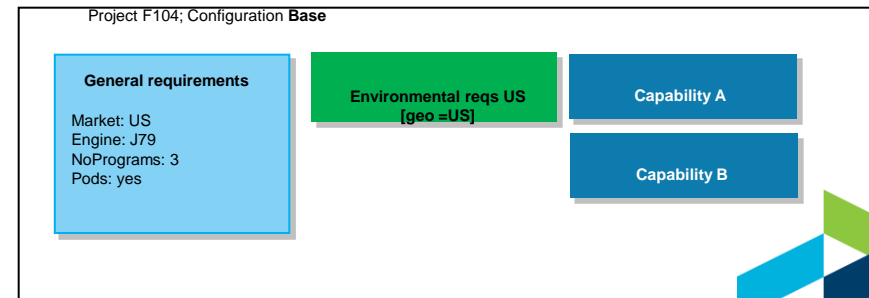 Project F104; Configuration Base
General requirements
Market: US
Engine: J79
NoPrograms: 3
Pods: yes
Environmental reqs US
[geo =US]
Capability A
Capability B